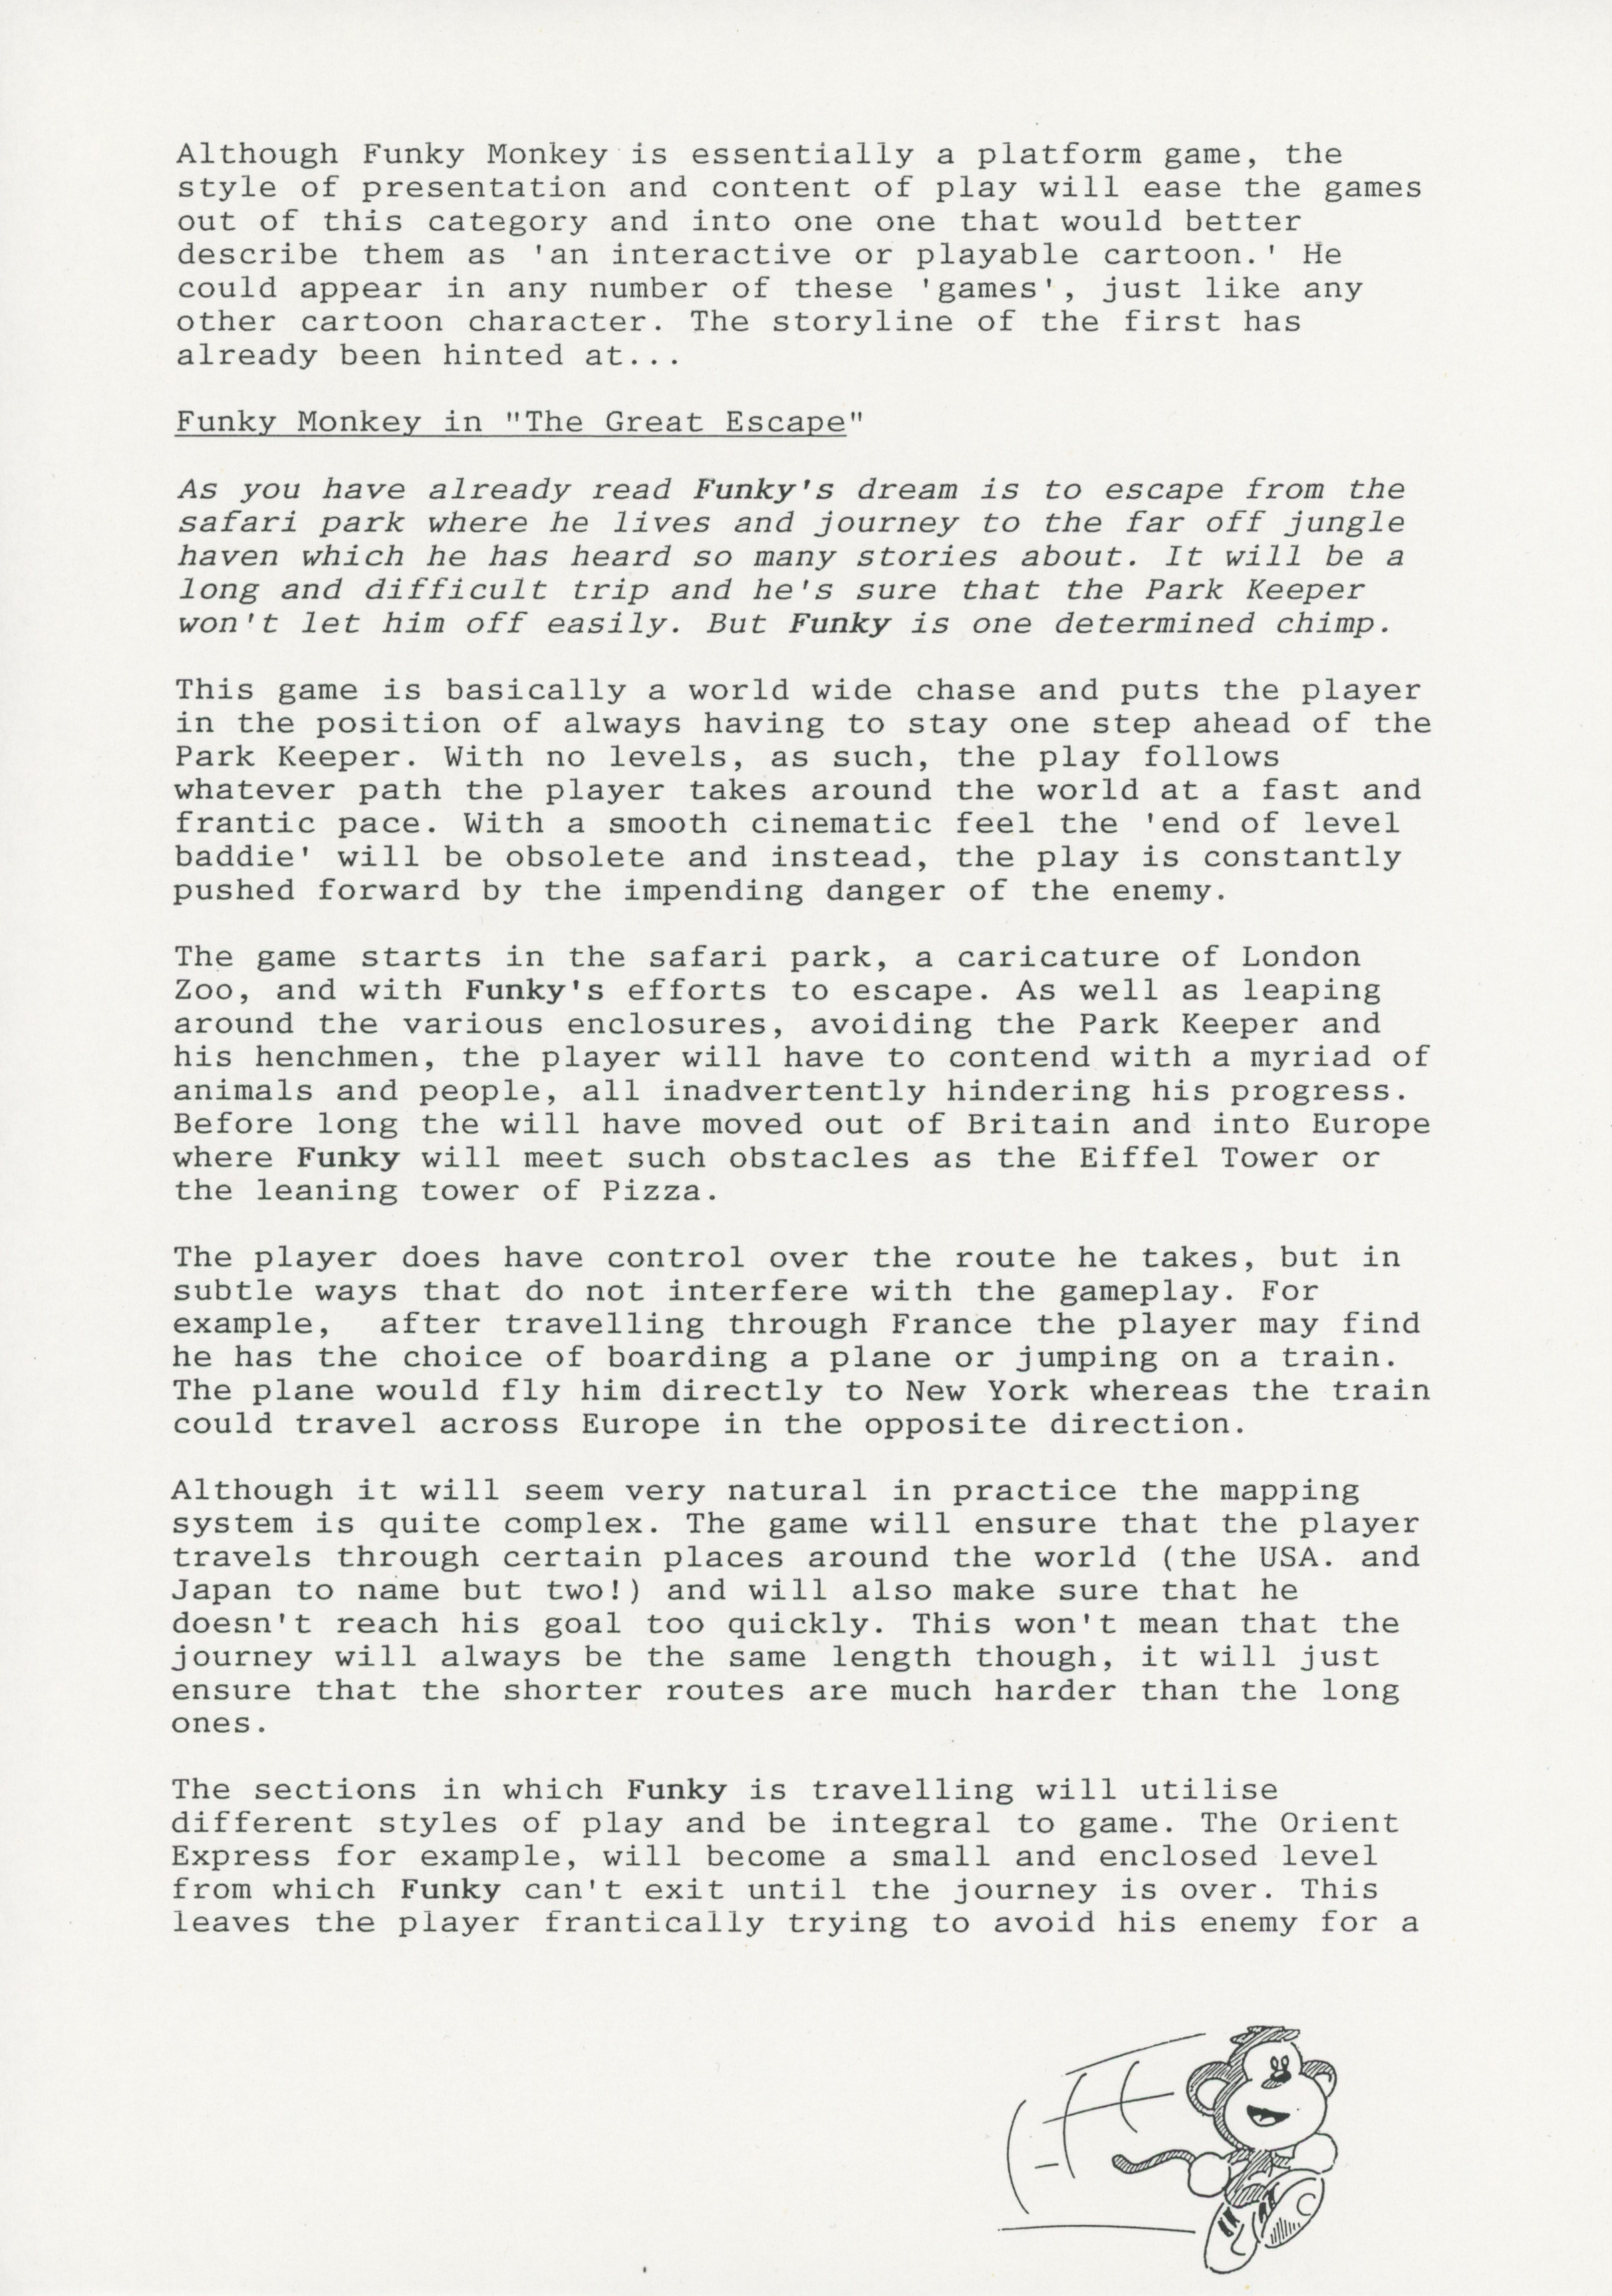 Although Funky Monkey is essentially a platform game, the
style of presentation and content of play will ease the games
out of this category and into one one that would better
describe them as 'an interactive or playable cartoon.' He
could appear in any number of these 'games', just like any
other cartoon character. The storyline of the first has
already been hinted at...
Funky Monkey in "The Great Escape"
As you have already read Funky's dream is to escape from the
safari park where he lives and journey to the far off jungle
haven which he has heard so many stories about. It will be a
long and difficult trip and he's sure that the Park Keeper
won't let him off easily. But Funky is one determined chimp.
This game is basically a world wide chase and puts the player
in the position of always having to stay one step ahead of the
Park Keeper. With no levels, as such, the play follows
whatever path the player takes around the world at a fast and
frantic pace. With a smooth cinematic feel the 'end of level
baddie' will be obsolete and instead, the play is constantly
pushed forward by the impending danger of the enemy.
The game starts in the safari park, a caricature of London
Zoo, and with Funky's efforts to escape. As well as leaping
around the various enclosures, avoiding the Park Keeper and
his henchmen, the player will have to contend with a myriad of
animals and people, all inadvertently hindering his progress.
Before long the will have moved out of Britain and into Europe
where Funky will meet such obstacles as the Eiffel Tower or
the leaning tower of Pizza.
The player does have control over the route he takes, but in
subtle ways that do not interfere with the gameplay. For
example,  after travelling through France the player may find
he has the choice of boarding a plane or jumping on a train.
The plane would fly him directly to New York whereas the train
could travel across Europe in the opposite direction.
Although it will seem very natural in practice the mapping
system is quite complex. The game will ensure that the player
travels through certain places around the world (the USA. and
Japan to name but two!) and will also make sure that he
doesn't reach his goal too quickly. This won't mean that the
journey will always be the same length though, it will just
ensure that the shorter routes are much harder than the long
ones.
The sections in which Funky is travelling will utilise
different styles of play and be integral to game. The Orient
Express for example, will become a small and enclosed level
from which Funky can't exit until the journey is over. This
leaves the player frantically trying to avoid his enemy for a